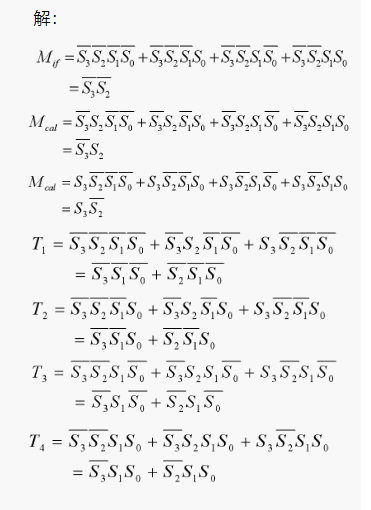 解：
M_if = S̅₃S̅₂S̅₁S̅₀ + S̅₃S̅₂S̅₁S₀ + S̅₃S̅₂S₁S̅₀ + S̅₃S̅₂S₁S₀
= S̅₃S̅₂
M_cal = S̅₃S₂S̅₁S̅₀ + S̅₃S₂S̅₁S₀ + S̅₃S₂S₁S̅₀ + S̅₃S₂S₁S₀
= S̅₃S₂
M_cal = S₃S̅₂S̅₁S̅₀ + S₃S̅₂S̅₁S₀ + S₃S̅₂S₁S̅₀ + S₃S̅₂S₁S₀
= S₃S̅₂
T₁ = S̅₃S̅₂S̅₁S̅₀ + S̅₃S₂S̅₁S̅₀ + S₃S̅₂S̅₁S̅₀
= S̅₃S̅₁S̅₀ + S̅₂S̅₁S̅₀
T₂ = S̅₃S̅₂S̅₁S₀ + S̅₃S₂S̅₁S₀ + S₃S̅₂S̅₁S₀
= S̅₃S̅₁S₀ + S̅₂S̅₁S₀
T₃ = S̅₃S̅₂S₁S̅₀ + S̅₃S₂S₁S̅₀ + S₃S̅₂S₁S̅₀
= S̅₃S₁S̅₀ + S̅₂S₁S̅₀
T₄ = S̅₃S̅₂S₁S₀ + S̅₃S₂S₁S₀ + S₃S̅₂S₁S₀
= S̅₃S₁S₀ + S̅₂S₁S₀